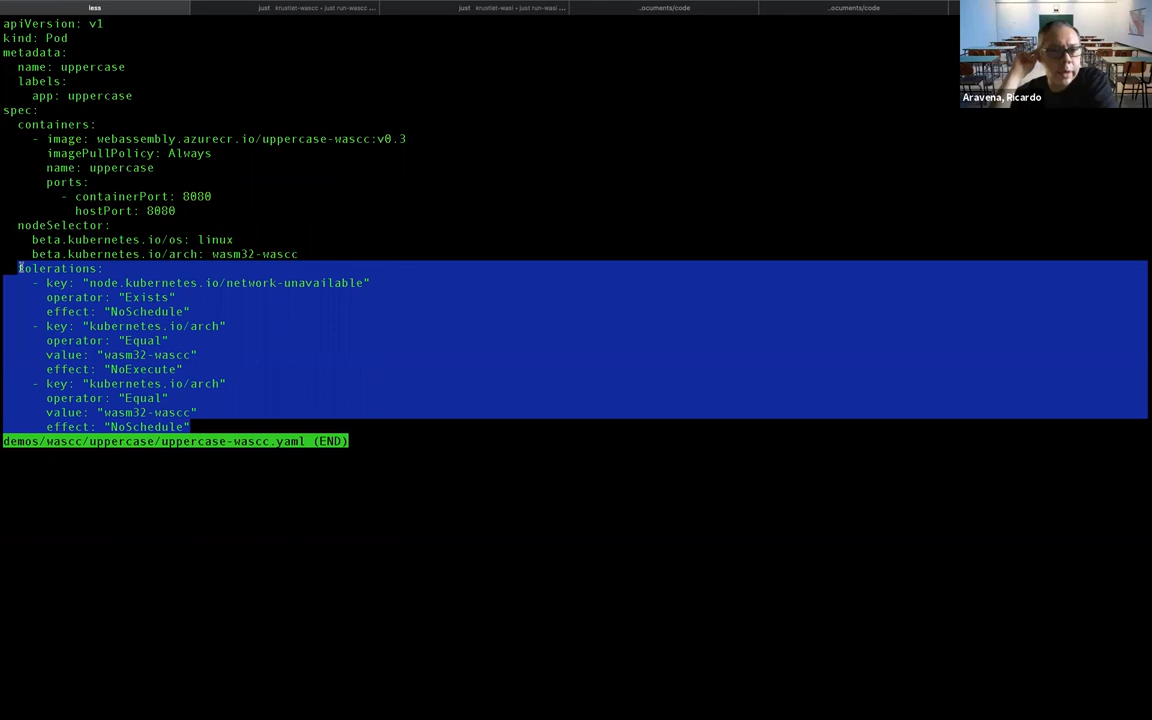 less
just krustlet-wascc • just run-wascc ...
just krustlet-wasi • just run-wasi ...
..ocuments/code
..ocuments/code
apiVersion: v1
kind: Pod
metadata:
  name: uppercase
  labels:
    app: uppercase
spec:
  containers:
    - image: webassembly.azurecr.io/uppercase-wascc:v0.3
      imagePullPolicy: Always
      name: uppercase
      ports:
        - containerPort: 8080
          hostPort: 8080
  nodeSelector:
    beta.kubernetes.io/os: linux
    beta.kubernetes.io/arch: wasm32-wascc
  tolerations:
    - key: "node.kubernetes.io/network-unavailable"
      operator: "Exists"
      effect: "NoSchedule"
    - key: "kubernetes.io/arch"
      operator: "Equal"
      value: "wasm32-wascc"
      effect: "NoExecute"
    - key: "kubernetes.io/arch"
      operator: "Equal"
      value: "wasm32-wascc"
      effect: "NoSchedule"
demos/wascc/uppercase/uppercase-wascc.yaml (END)
Aravena, Ricardo